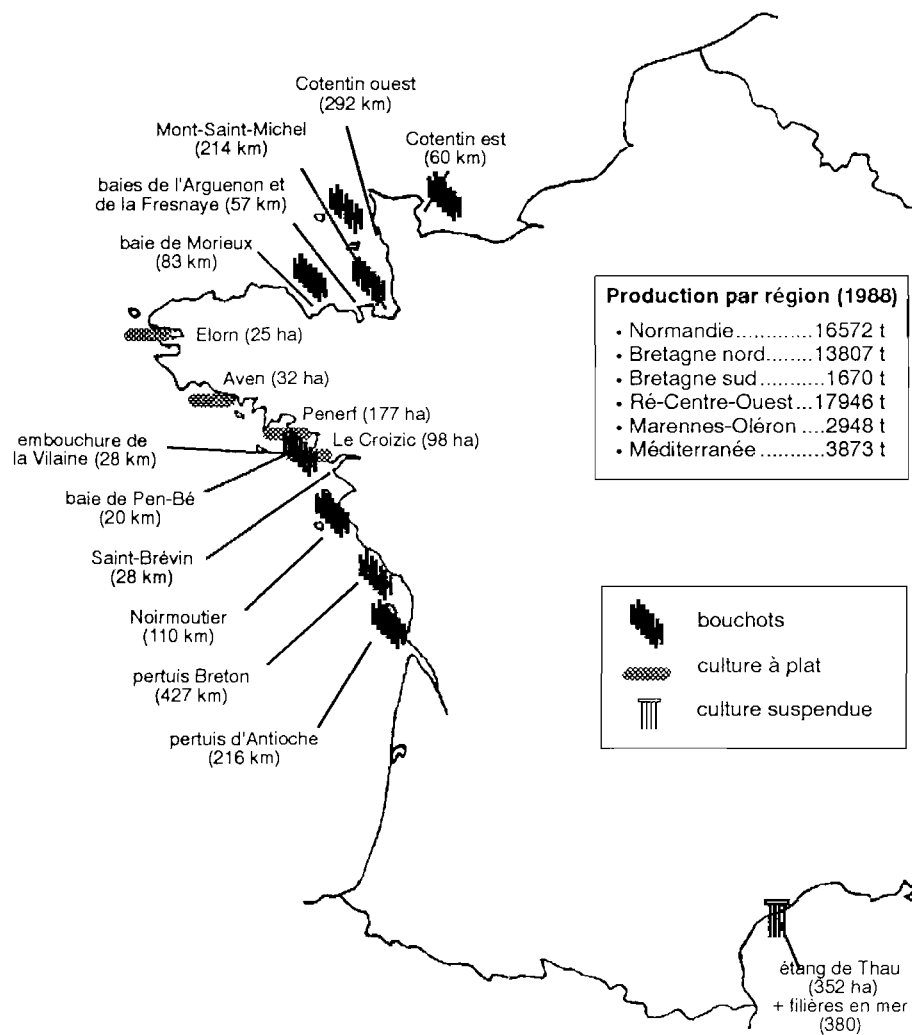 Cotentin ouest
(292 km)
Mont-Saint-Michel
(214 km)
Cotentin est
(60 km)
baies de l'Arguenon et
de la Fresnaye (57 km)
baie de Morieux
(83 km)
Elorn (25 ha)
Aven (32 ha)
Penerf (177 ha)
Le Croizic (98 ha)
embouchure de
la Vilaine (28 km)
baie de Pen-Bé
(20 km)
Saint-Brévin
(28 km)
Noirmoutier
(110 km)
pertuis Breton
(427 km)
pertuis d'Antioche
(216 km)
Production par région (1988)
• Normandie............16572 t
• Bretagne nord........13807 t
• Bretagne sud..........1670 t
• Ré-Centre-Ouest...17946 t
• Marennes-Oléron....2948 t
• Méditerranée..........3873 t
bouchots
culture à plat
culture suspendue
étang de Thau
(352 ha)
+ filières en mer
(380)